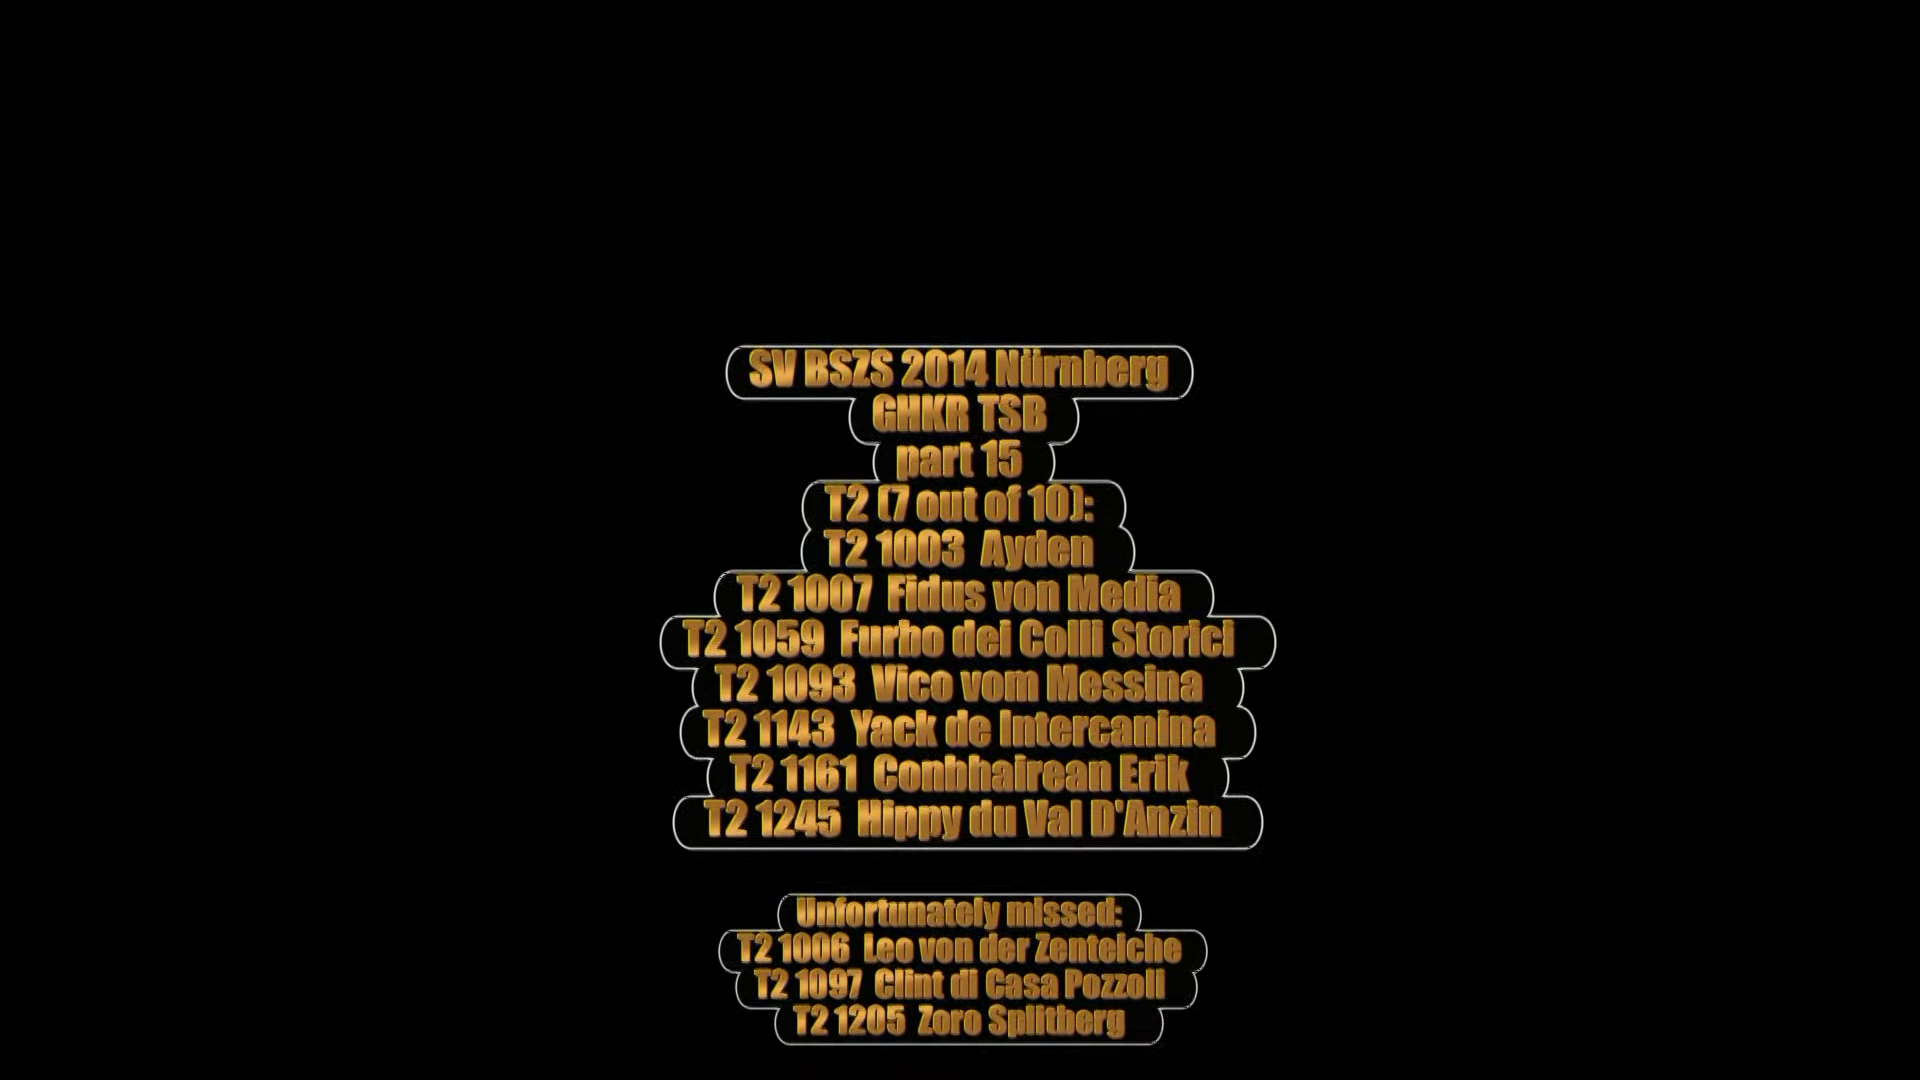 SV BSZS 2014 Nürnberg
GHKR TSB
part 15
T2 (7 out of 10):
T2 1003 Ayden
T2 1007 Fidus von Media
T2 1059 Furbo dei Colli Storici
T2 1093 Vico vom Messina
T2 1143 Yack de Intercanina
T2 1161 Conbhairean Erik
T2 1245 Hippy du Val D'Anzin
Unfortunately missed:
T2 1006 Leo von der Zenteiche
T2 1097 Clint di Casa Pozzoli
T2 1205 Zoro Splitberg